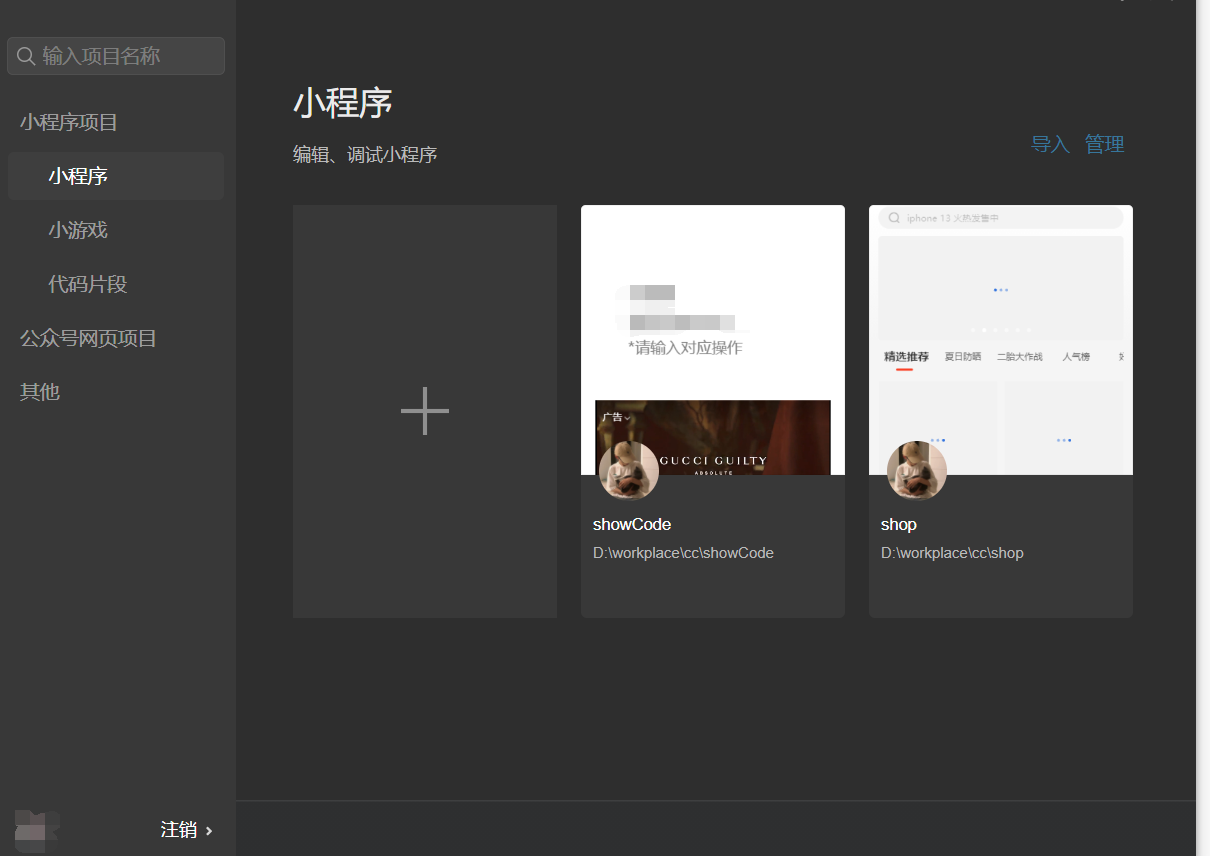 输入项目名称
小程序项目
小程序
小游戏
代码片段
公众号网页项目
其他
注销
小程序
编辑、调试小程序
导入 管理
*请输入对应操作
广告
GUCCI GUILTY
ABSOLUTE
showCode
D:\workplace\cc\showCode
iphone 13 火热发售中
精选推荐 夏日防晒 二胎大作战 人气榜
shop
D:\workplace\cc\shop